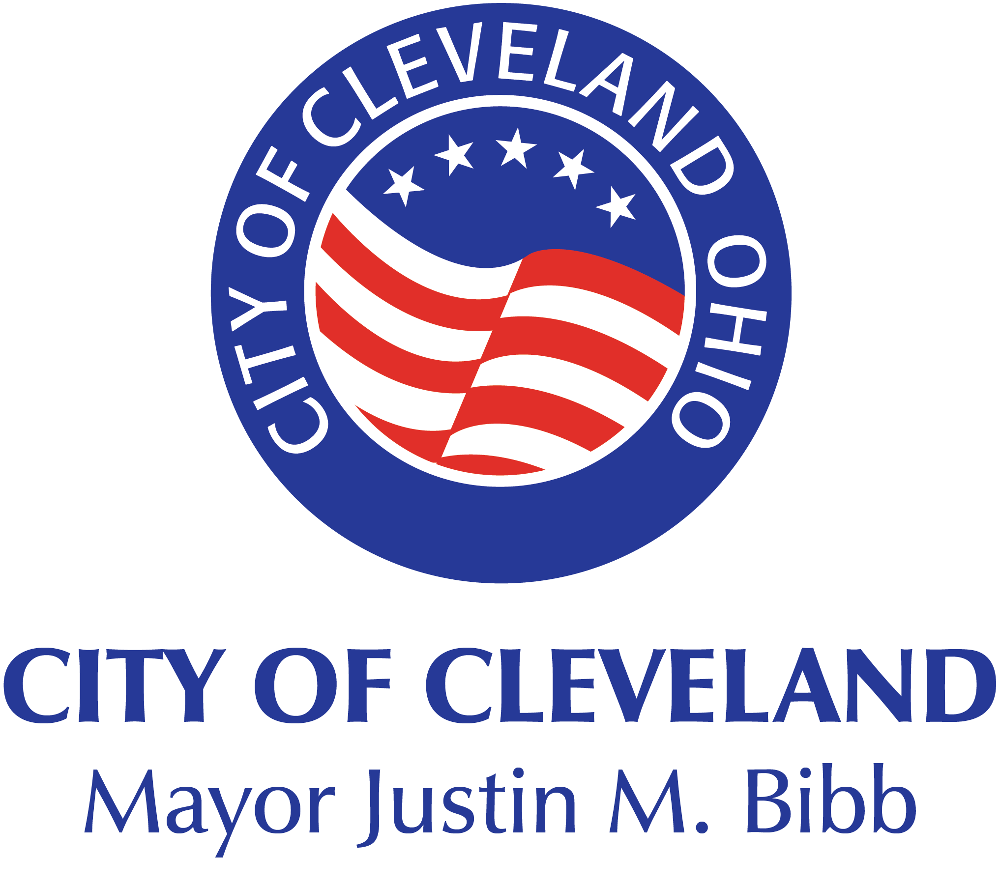 CITY OF CLEVELAND OHIO
CITY OF CLEVELAND
Mayor Justin M. Bibb